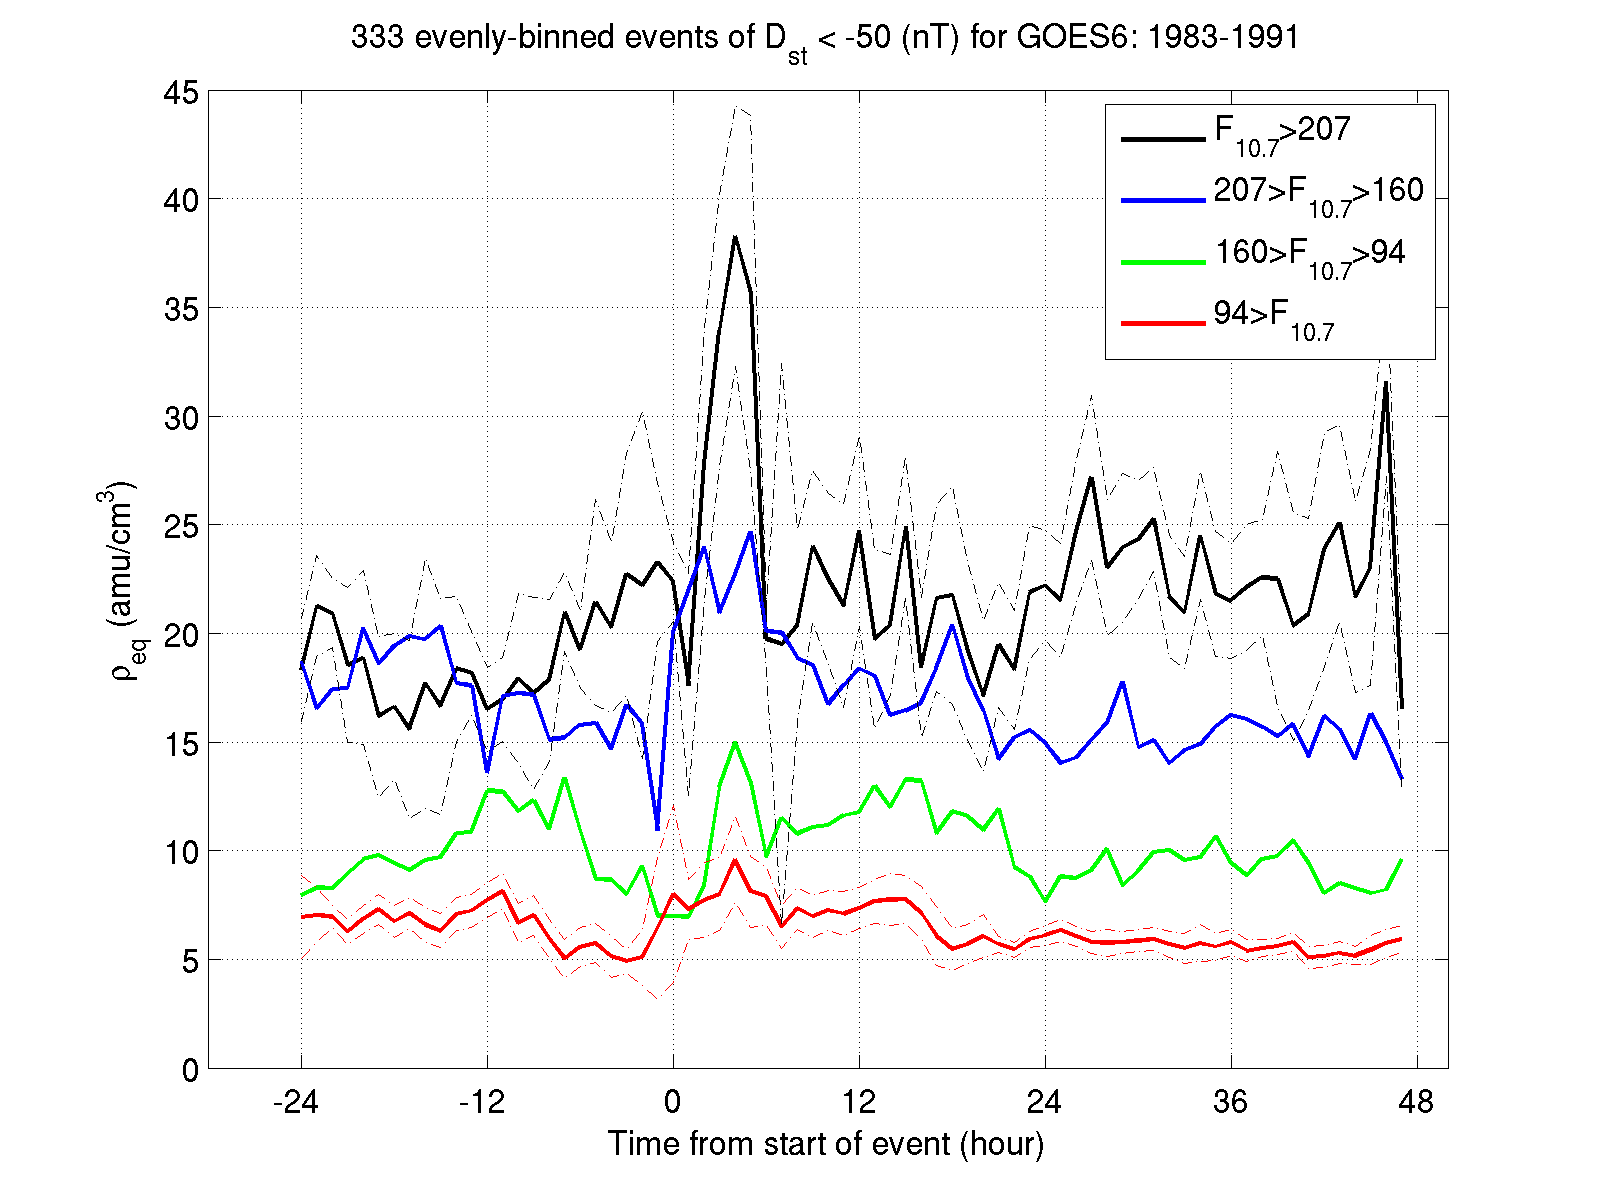 333 evenly-binned events of D_st < -50 (nT) for GOES6: 1983-1991
45
40
35
30
25
20
15
10
5
0
ρ_eq (amu/cm³)
F_10.7>207
207>F_10.7>160
160>F_10.7>94
94>F_10.7
-24 -12 0 12 24 36 48
Time from start of event (hour)